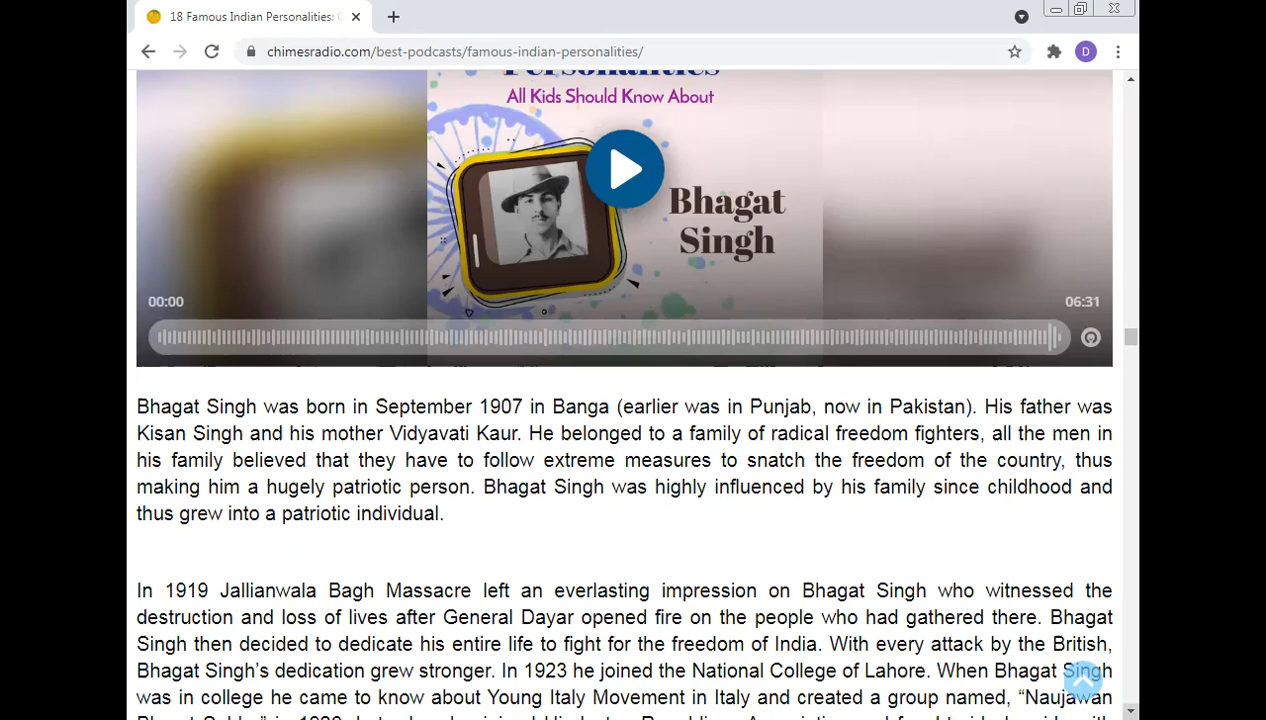 18 Famous Indian Personalities:
chimesradio.com/best-podcasts/famous-indian-personalities/
D
Personalities
All Kids Should Know About
Bhagat
Singh
00:00
06:31
Bhagat Singh was born in September 1907 in Banga (earlier was in Punjab, now in Pakistan). His father was
Kisan Singh and his mother Vidyavati Kaur. He belonged to a family of radical freedom fighters, all the men in
his family believed that they have to follow extreme measures to snatch the freedom of the country, thus
making him a hugely patriotic person. Bhagat Singh was highly influenced by his family since childhood and
thus grew into a patriotic individual.
In 1919 Jallianwala Bagh Massacre left an everlasting impression on Bhagat Singh who witnessed the
destruction and loss of lives after General Dayar opened fire on the people who had gathered there. Bhagat
Singh then decided to dedicate his entire life to fight for the freedom of India. With every attack by the British,
Bhagat Singh’s dedication grew stronger. In 1923 he joined the National College of Lahore. When Bhagat Singh
was in college he came to know about Young Italy Movement in Italy and created a group named, “Naujawan